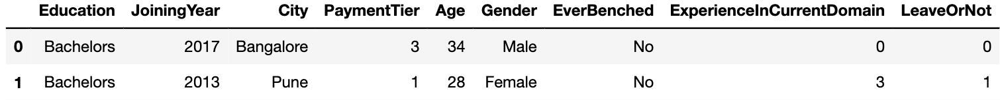 Education JoiningYear City PaymentTier Age Gender EverBenched ExperienceInCurrentDomain LeaveOrNot
0 Bachelors 2017 Bangalore 3 34 Male No 0 0
1 Bachelors 2013 Pune 1 28 Female No 3 1